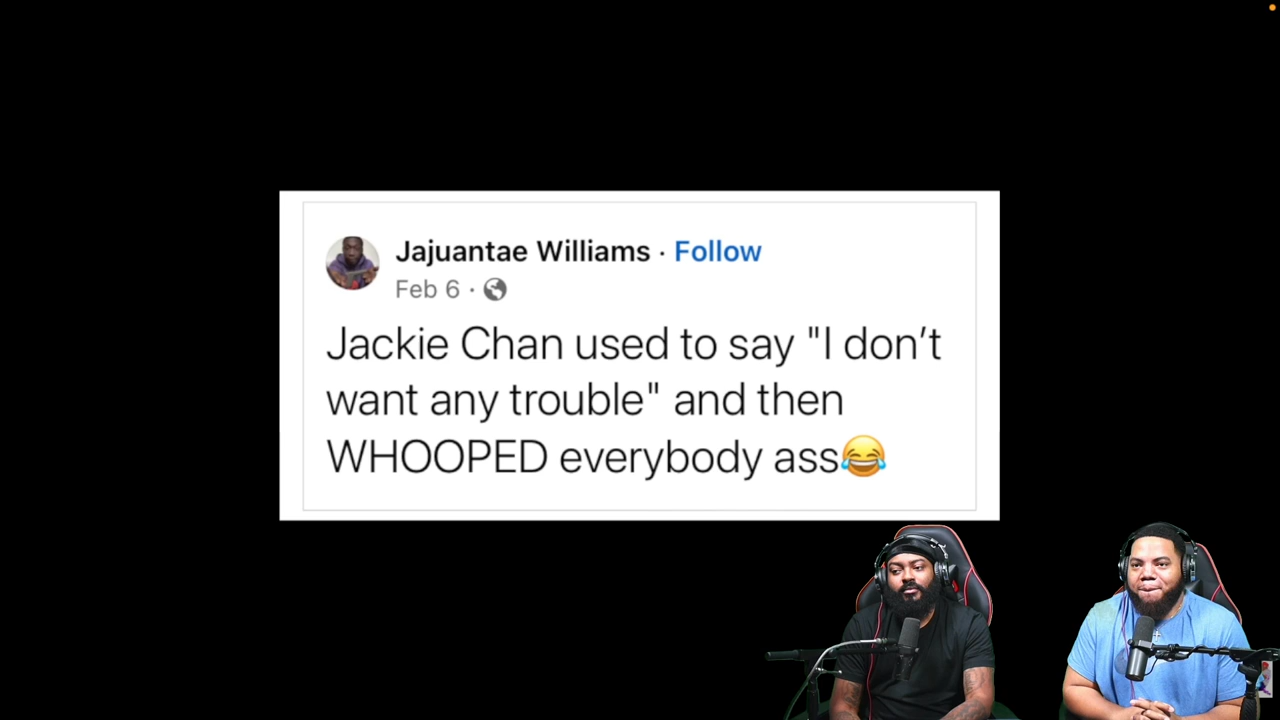 Jajuantae Williams · Follow
Feb 6 ·
Jackie Chan used to say "I don’t
want any trouble" and then
WHOOPED everybody ass😂